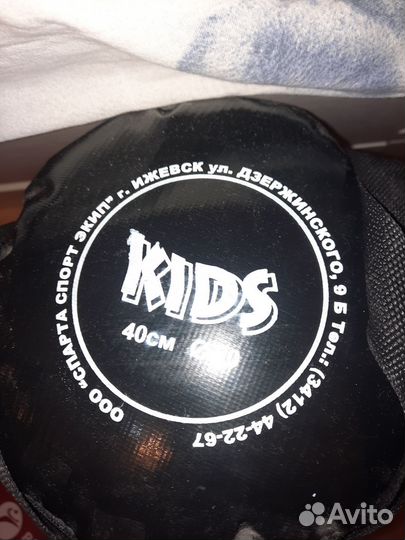 ООО "СПАРТА СПОРТ ЭКИП" г. ИЖЕВСК ул. ДЗЕРЖИНСКОГО, 9 Б Тел.: (3412) 44-22-67
KIDS
40см
Avito